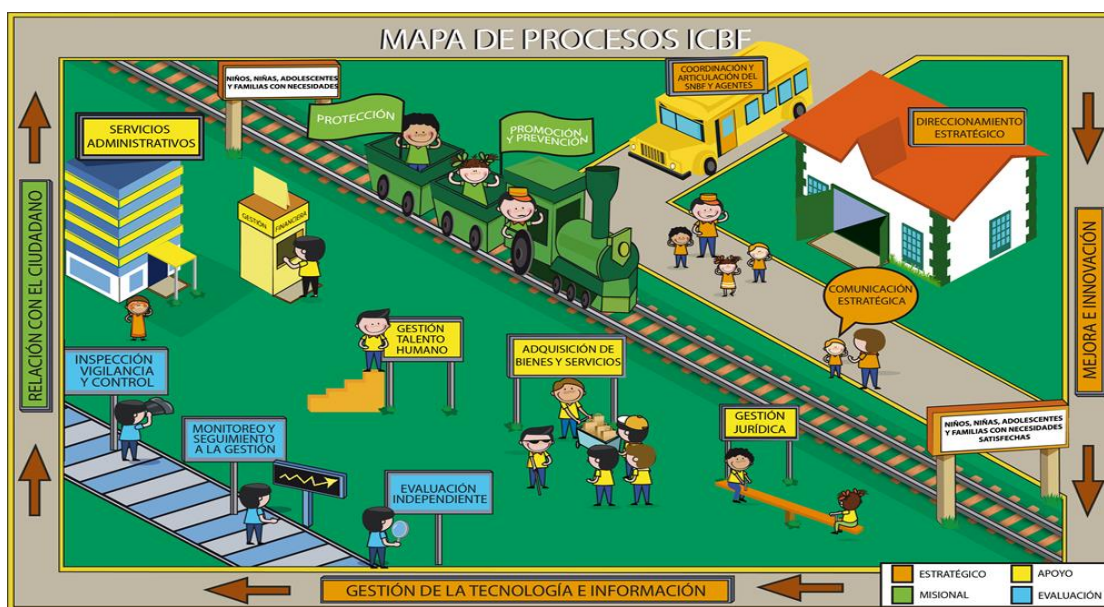 MAPA DE PROCESOS ICBF
NIÑOS, NIÑAS, ADOLESCENTES
Y FAMILIAS CON NECESIDADES
COORDINACIÓN Y
ARTICULACIÓN DEL
SNBF Y AGENTES
PROTECCIÓN
PROMOCIÓN
Y PREVENCIÓN
SERVICIOS
ADMINISTRATIVOS
DIRECCIONAMIENTO
ESTRATÉGICO
GESTIÓN
FINANCIERA
RELACIÓN CON EL CIUDADANO
MEJORA E INNOVACIÓN
COMUNICACIÓN
ESTRATÉGICA
GESTIÓN
TALENTO
HUMANO
ADQUISICIÓN DE
BIENES Y SERVICIOS
INSPECCIÓN
VIGILANCIA
Y CONTROL
GESTIÓN
JURÍDICA
NIÑOS, NIÑAS, ADOLESCENTES
Y FAMILIAS CON NECESIDADES
SATISFECHAS
MONITOREO Y
SEGUIMIENTO
A LA GESTIÓN
EVALUACIÓN
INDEPENDIENTE
GESTIÓN DE LA TECNOLOGÍA E INFORMACIÓN
ESTRATÉGICO
APOYO
MISIONAL
EVALUACIÓN